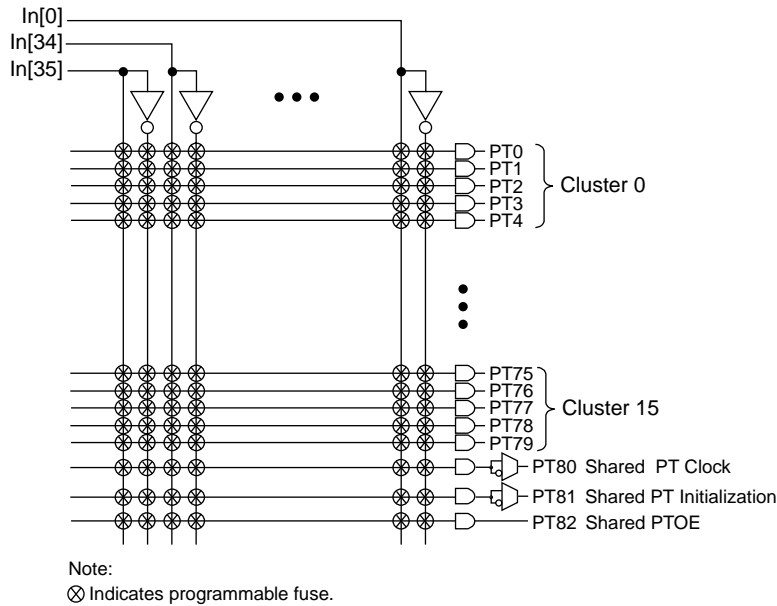 In[0]
In[34]
In[35]
PT0
PT1
PT2
PT3
PT4
Cluster 0
PT75
PT76
PT77
PT78
PT79
Cluster 15
PT80 Shared PT Clock
PT81 Shared PT Initialization
PT82 Shared PTOE
Note:
Indicates programmable fuse.